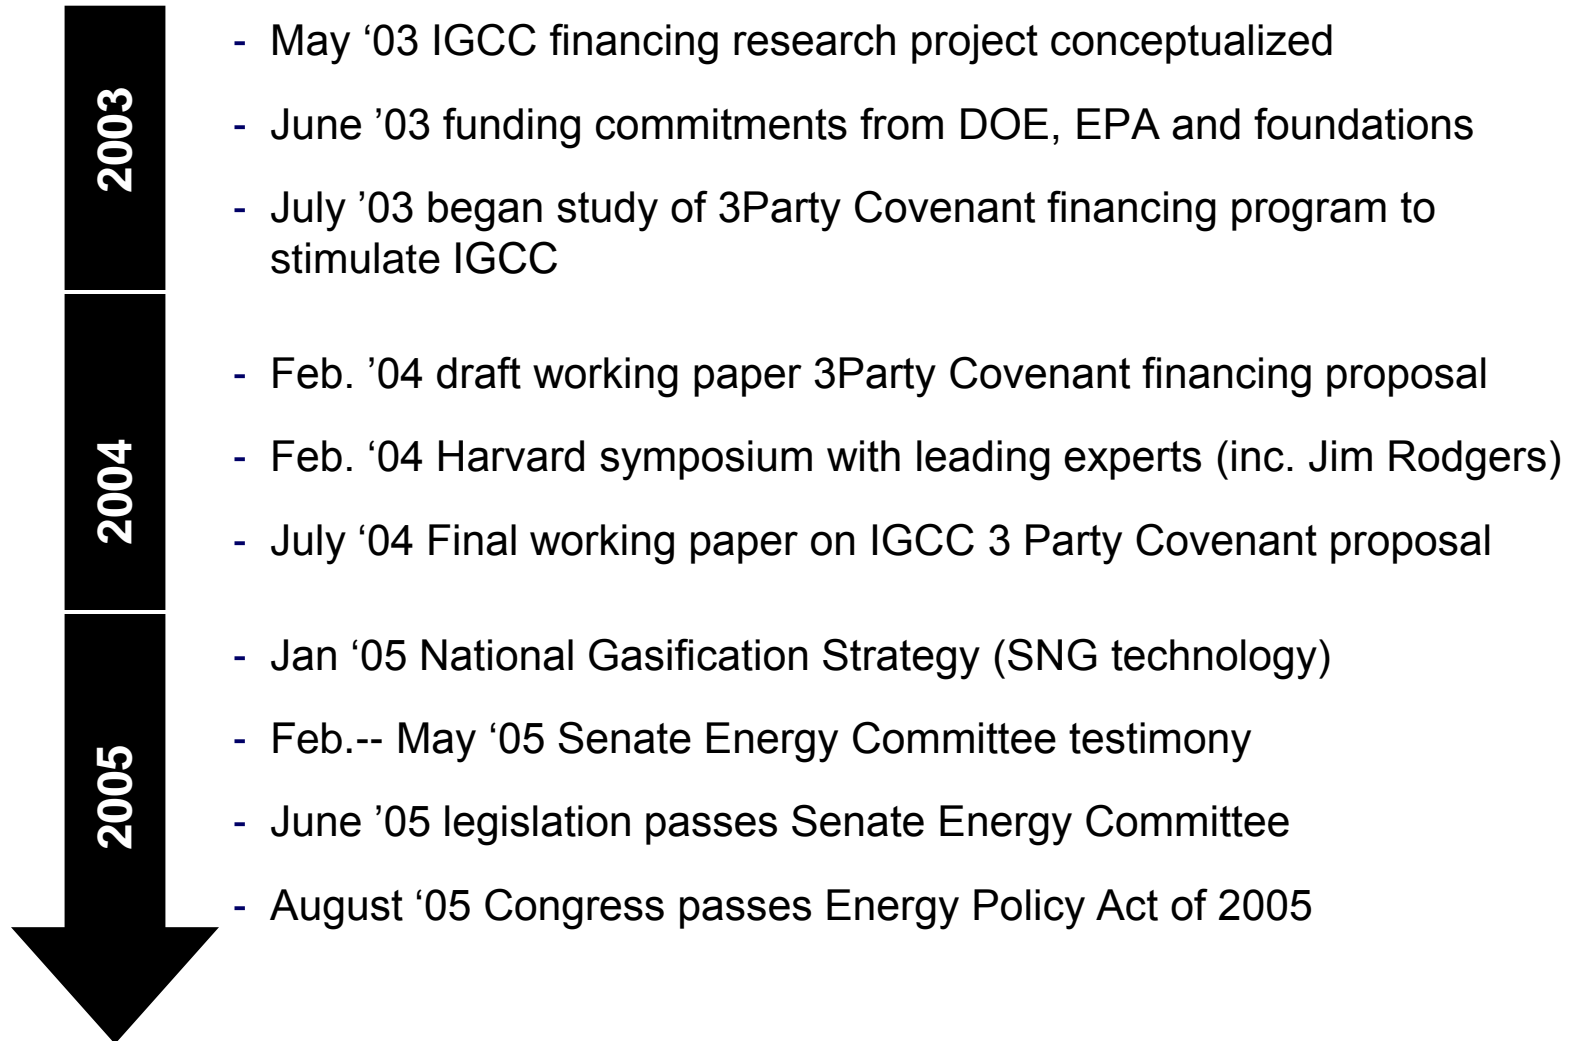 2003
- May ‘03 IGCC financing research project conceptualized
- June ’03 funding commitments from DOE, EPA and foundations
- July ’03 began study of 3Party Covenant financing program to
stimulate IGCC
2004
- Feb. ’04 draft working paper 3Party Covenant financing proposal
- Feb. ‘04 Harvard symposium with leading experts (inc. Jim Rodgers)
- July ‘04 Final working paper on IGCC 3 Party Covenant proposal
2005
- Jan ‘05 National Gasification Strategy (SNG technology)
- Feb.-- May ‘05 Senate Energy Committee testimony
- June ’05 legislation passes Senate Energy Committee
- August ‘05 Congress passes Energy Policy Act of 2005